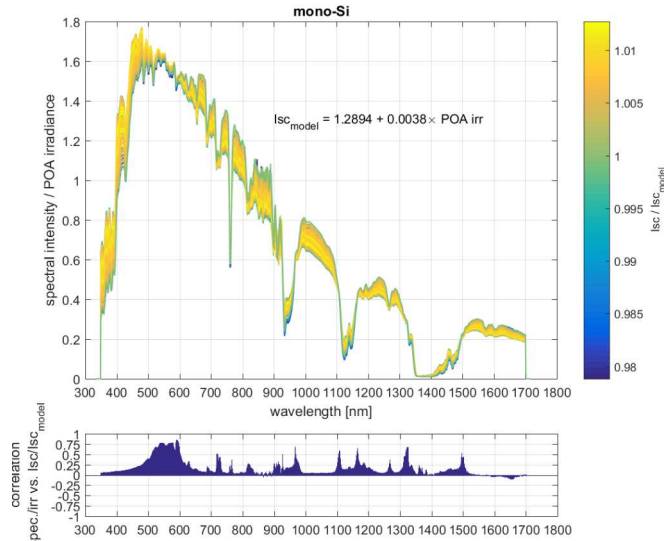 mono-Si
1.8
1.6
1.4
1.2
1
0.8
0.6
0.4
0.2
0
spectral intensity / POA irradiance
Isc_model = 1.2894 + 0.0038× POA irr
300 400 500 600 700 800 900 1000 1100 1200 1300 1400 1500 1600 1700 1800
wavelength [nm]
1.01
1.005
1
0.995
0.99
0.985
0.98
Isc / Isc_model
1
0.75
0.5
0.25
0
-0.25
-0.5
-0.75
-1
correlation
pec./irr vs. Isc/Isc_model
300 400 500 600 700 800 900 1000 1100 1200 1300 1400 1500 1600 1700 1800